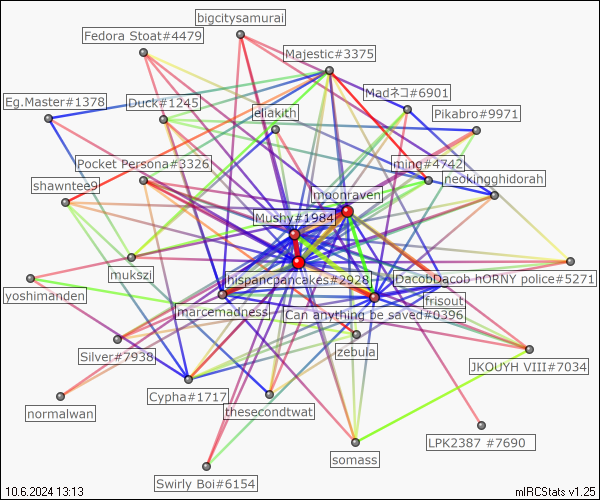 bigcitysamurai
Fedora Stoat#4479
Majestic#3375
Madネコ#6901
Eg.Master#1378
Duck#1245
eliakith
Pikabro#9971
Pocket Persona#3326
ming#4742
neokingghidorah
shawntee9
moonraven
Mushy#1984
mukszi
hispancpancakes#2928
DacobDacob HORNY police#5271
yoshimanden
marcemadness
frisout
Can anything be saved#0396
Silver#7938
zebula
JKOUYH VIII#7034
Cypha#1717
normalwan
thesecondtwat
LPK2387 #7690
somass
Swirly Boi#6154
10.6.2024 13:13
mIRCStats v1.25